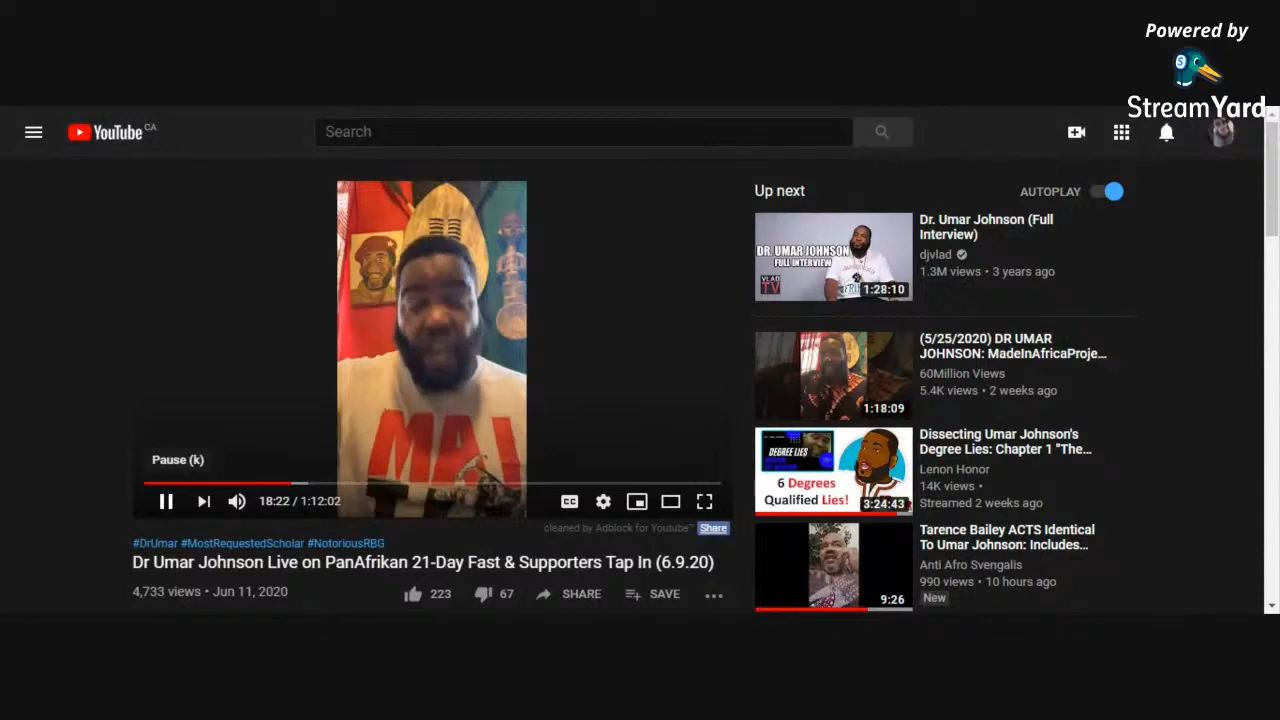 Powered by
StreamYard
YouTube CA
Search
Up next
AUTOPLAY
DR. UMAR JOHNSON
FULL INTERVIEW
VLAD
TV
1:28:10
Dr. Umar Johnson (Full
Interview)
djvlad
1.3M views • 3 years ago
MA
Pause (k)
18:22 / 1:12:02
CC
cleaned by Adblock for Youtube™ Share
#DrUmar #MostRequestedScholar #NotoriousRBG
Dr Umar Johnson Live on PanAfrikan 21-Day Fast & Supporters Tap In (6.9.20)
4,733 views • Jun 11, 2020
223
67
SHARE
SAVE
1:18:09
(5/25/2020) DR UMAR
JOHNSON: MadeInAfricaProje...
60Million Views
5.4K views • 2 weeks ago
DEGREE LIES
6 Degrees
Qualified Lies!
3:24:43
Dissecting Umar Johnson's
Degree Lies: Chapter 1 "The...
Lenon Honor
14K views •
Streamed 2 weeks ago
9:26
Tarence Bailey ACTS Identical
To Umar Johnson: Includes...
Anti Afro Svengalis
990 views • 10 hours ago
New